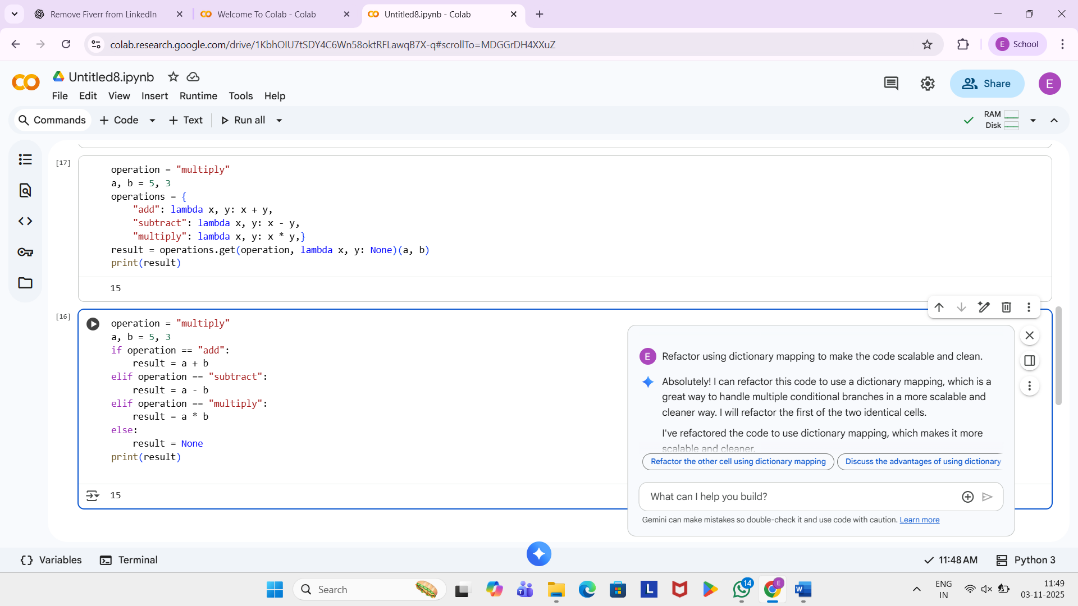 Remove Fiverr from LinkedIn
Welcome To Colab - Colab
Untitled8.ipynb - Colab
colab.research.google.com/drive/1KbhOIU7tSDY4C6Wn58oktRFLawqB7X-q#scrollTo=MDGGrDH4XXuZ
E School
Untitled8.ipynb
File Edit View Insert Runtime Tools Help
Share
E
Commands + Code + Text Run all
RAM
Disk
[17]
operation = "multiply"
a, b = 5, 3
operations = {
"add": lambda x, y: x + y,
"subtract": lambda x, y: x - y,
"multiply": lambda x, y: x * y,}
result = operations.get(operation, lambda x, y: None)(a, b)
print(result)
15
[16]
operation = "multiply"
a, b = 5, 3
if operation == "add":
result = a + b
elif operation == "subtract":
result = a - b
elif operation == "multiply":
result = a * b
else:
result = None
print(result)
15
E Refactor using dictionary mapping to make the code scalable and clean.
Absolutely! I can refactor this code to use a dictionary mapping, which is a
great way to handle multiple conditional branches in a more scalable and
cleaner way. I will refactor the first of the two identical cells.
I've refactored the code to use dictionary mapping, which makes it more
scalable and cleaner
Refactor the other cell using dictionary mapping
Discuss the advantages of using dictionary
What can I help you build?
Gemini can make mistakes so double-check it and use code with caution. Learn more
Variables Terminal
11:48 AM Python 3
Search
14
ENG
IN
11:49
03-11-2025